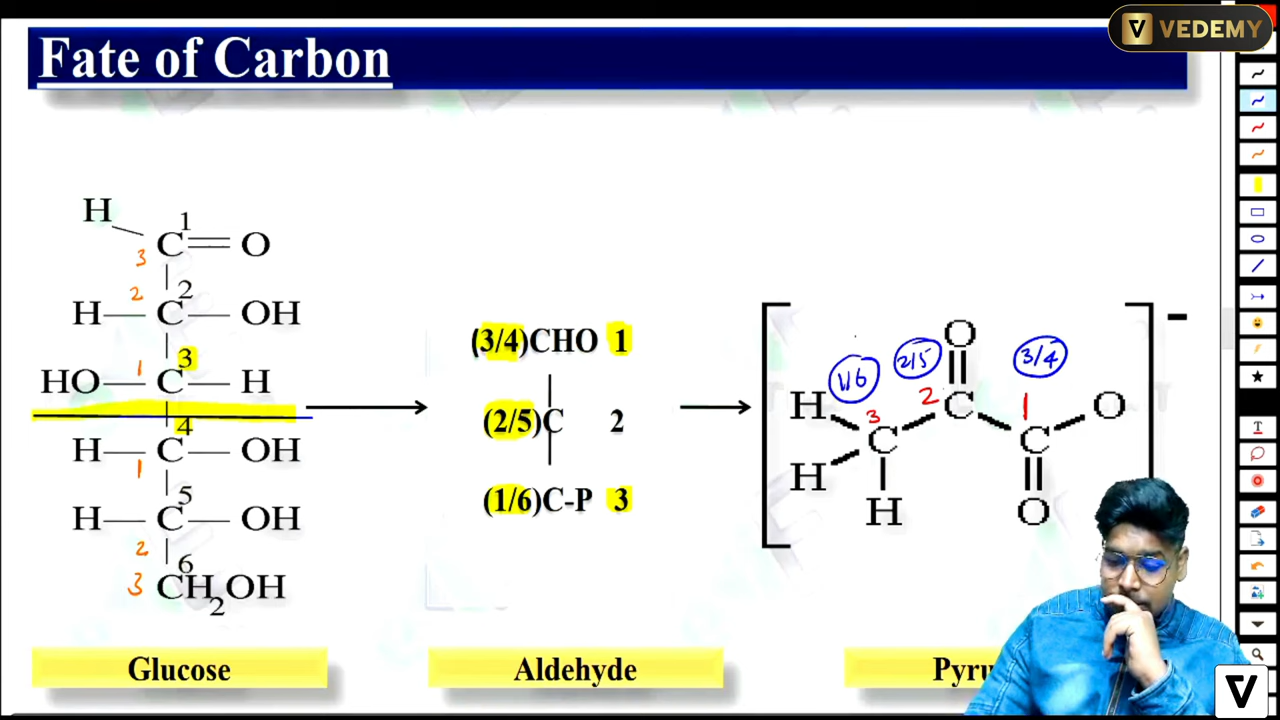 VEDEMY
Fate of Carbon
H
1
3 C O
2 2
H C OH
1 3
HO C H
4
H C OH
1
5
H C OH
2 6
3 CH2OH
(3/4)CHO 1
(2/5)C 2
(1/6)C-P 3
O
1/6 2/5 3/4
H 3 2 C 1 O
C C
H
H O
-
Glucose
Aldehyde
T